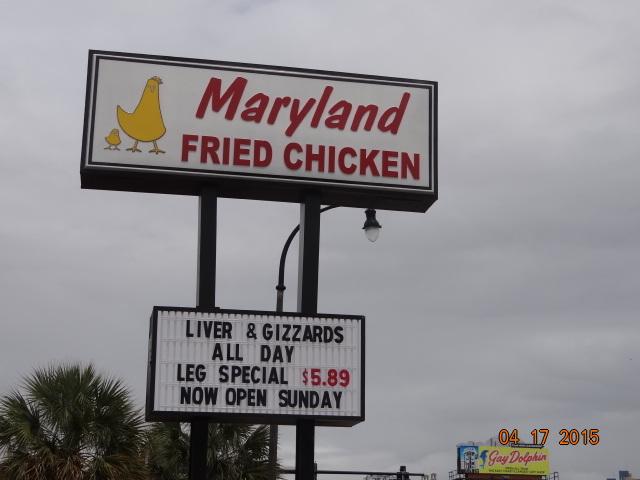 Maryland
FRIED CHICKEN
LIVER & GIZZARDS
ALL DAY
LEG SPECIAL $5.89
NOW OPEN SUNDAY
04 17 2015
Gay Dolphin